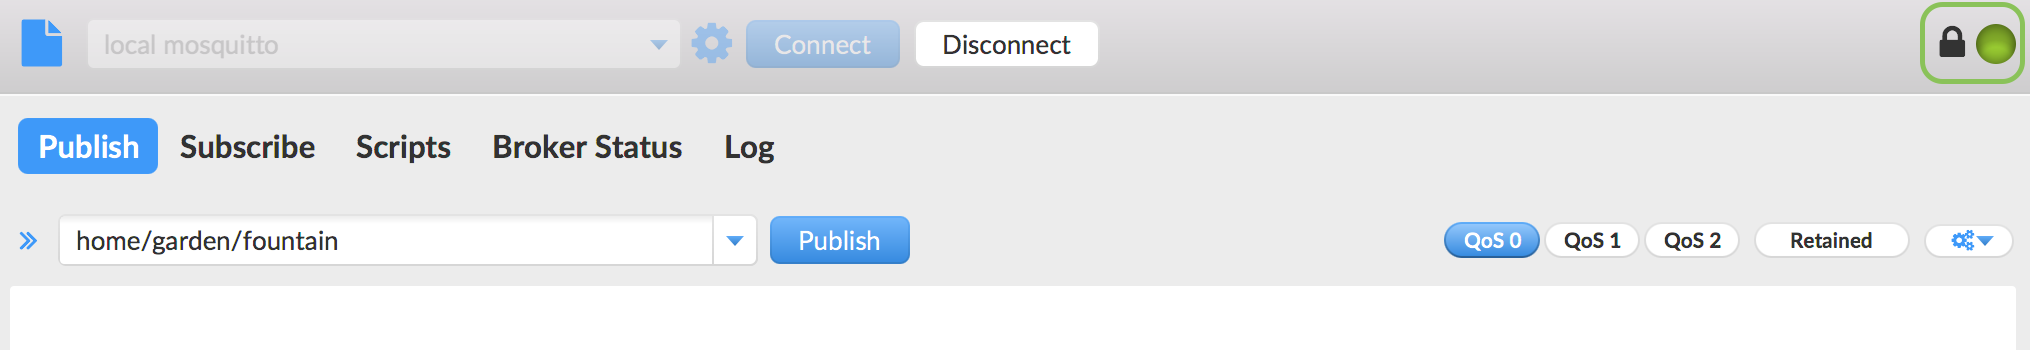 local mosquitto Connect Disconnect
Publish Subscribe Scripts Broker Status Log
home/garden/fountain Publish QoS 0 QoS 1 QoS 2 Retained